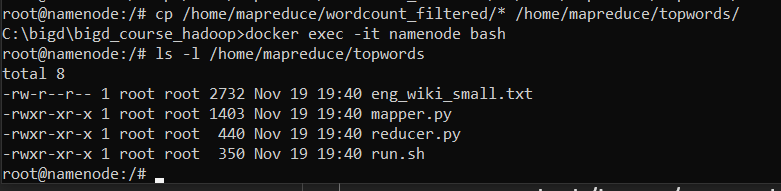 root@namenode:/# cp /home/mapreduce/wordcount_filtered/* /home/mapreduce/topwords/
C:\bigd\bigd_course_hadoop>docker exec -it namenode bash
root@namenode:/# ls -l /home/mapreduce/topwords
total 8
-rw-r--r-- 1 root root 2732 Nov 19 19:40 eng_wiki_small.txt
-rwxr-xr-x 1 root root 1403 Nov 19 19:40 mapper.py
-rwxr-xr-x 1 root root  440 Nov 19 19:40 reducer.py
-rwxr-xr-x 1 root root  350 Nov 19 19:40 run.sh
root@namenode:/#